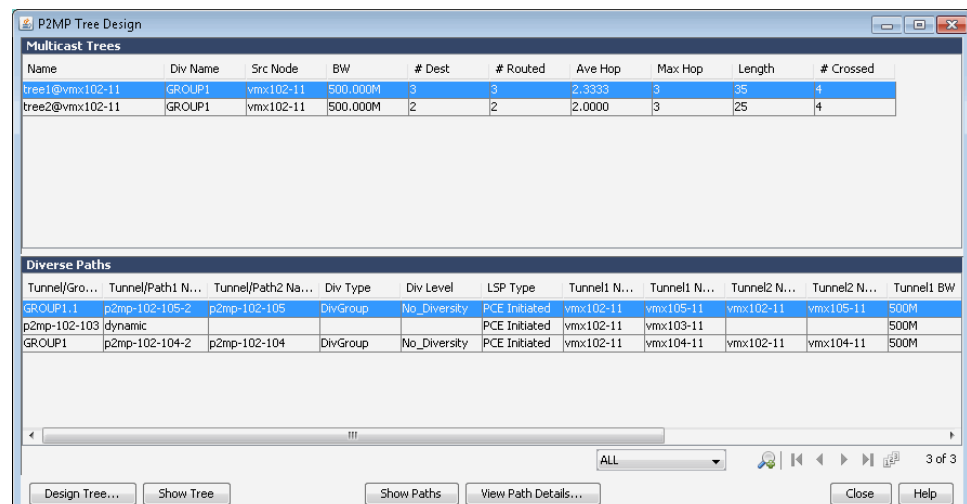 P2MP Tree Design
Multicast Trees
Name Div Name Src Node BW # Dest # Routed Ave Hop Max Hop Length # Crossed
tree1@vmx102-11 GROUP1 vmx102-11 500.000M 3 3 2.3333 3 35 4
tree2@vmx102-11 GROUP1 vmx102-11 500.000M 2 2 2.0000 3 25 4
Diverse Paths
Tunnel/Gro... Tunnel/Path1 N... Tunnel/Path2 Na... Div Type Div Level LSP Type Tunnel1 N... Tunnel1 N... Tunnel2 N... Tunnel2 N... Tunnel1 BW
GROUP1.1 p2mp-102-105-2 p2mp-102-105 DivGroup No_Diversity PCE Initiated vmx102-11 vmx105-11 vmx102-11 vmx105-11 500M
p2mp-102-103 dynamic PCE Initiated vmx102-11 vmx103-11 500M
GROUP1 p2mp-102-104-2 p2mp-102-104 DivGroup No_Diversity PCE Initiated vmx102-11 vmx104-11 vmx102-11 vmx104-11 500M
ALL 3 of 3
Design Tree... Show Tree Show Paths View Path Details... Close Help